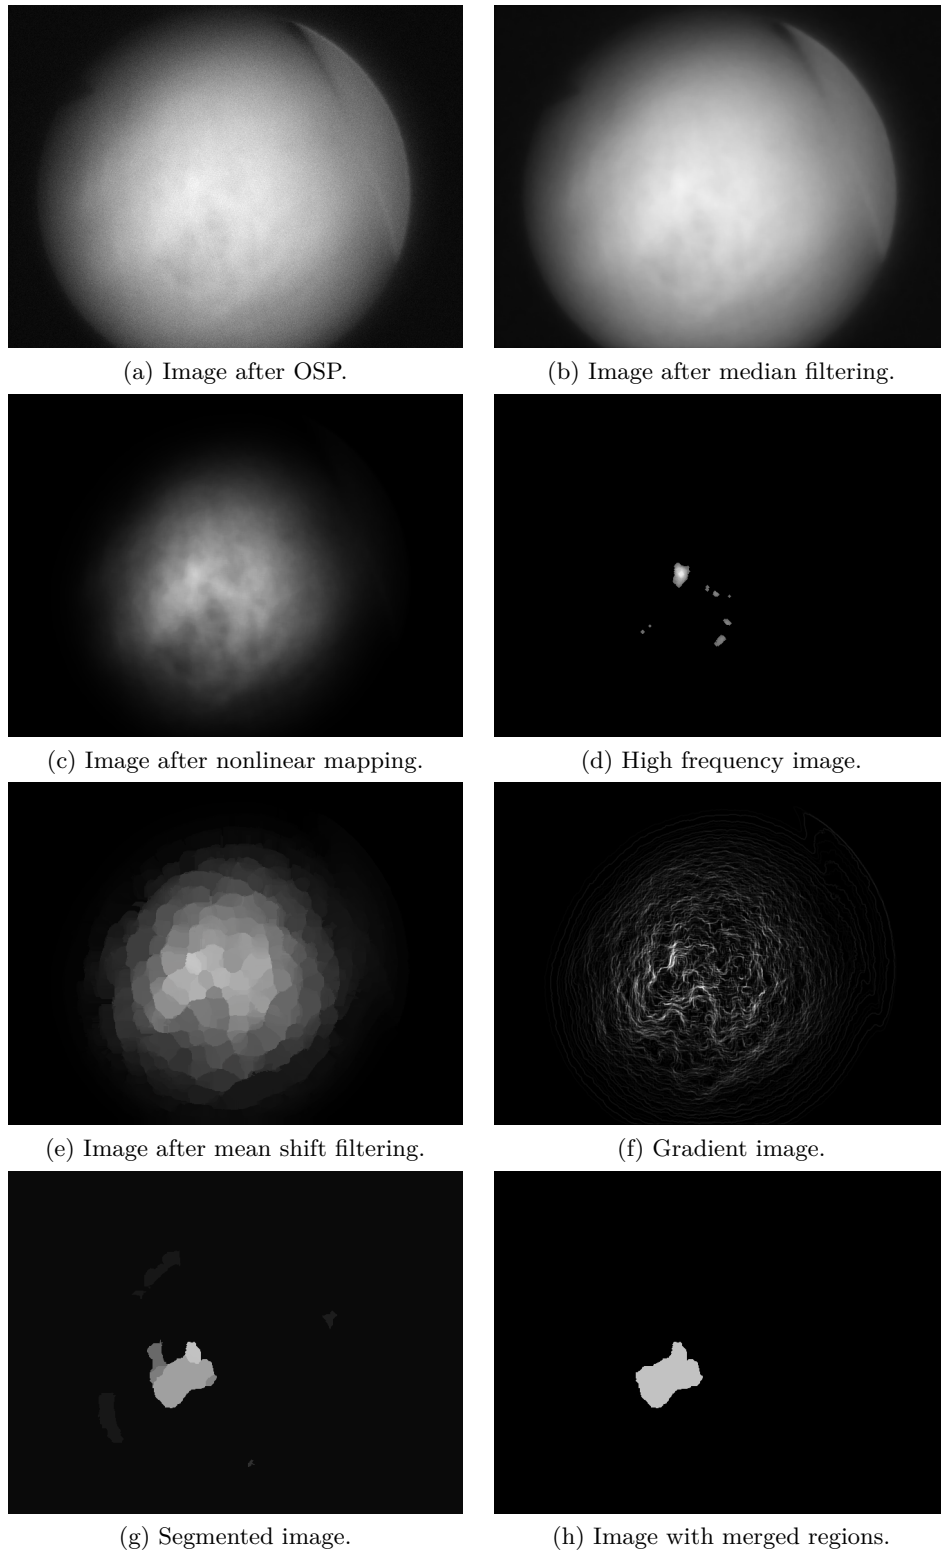 (a) Image after OSP.
(b) Image after median filtering.
(c) Image after nonlinear mapping.
(d) High frequency image.
(e) Image after mean shift filtering.
(f) Gradient image.
(g) Segmented image.
(h) Image with merged regions.